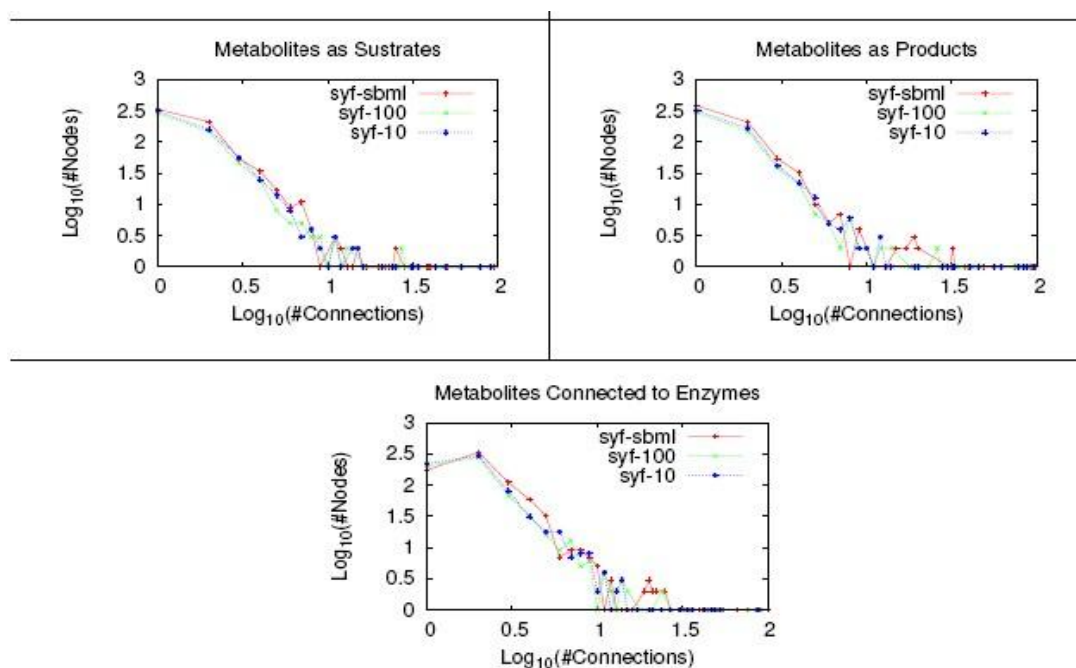 Metabolites as Sustrates
3
2.5
2
1.5
1
0.5
0
0 0.5 1 1.5 2
Log10(#Nodes)
Log10(#Connections)
syf-sbml
syf-100
syf-10
Metabolites as Products
3
2.5
2
1.5
1
0.5
0
0 0.5 1 1.5 2
Log10(#Nodes)
Log10(#Connections)
syf-sbml
syf-100
syf-10
Metabolites Connected to Enzymes
3
2.5
2
1.5
1
0.5
0
0 0.5 1 1.5 2
Log10(#Nodes)
Log10(#Connections)
syf-sbml
syf-100
syf-10